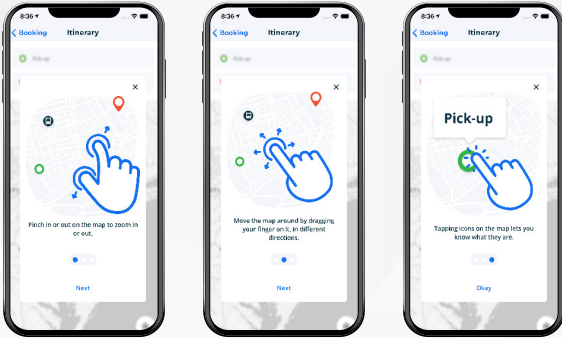 8:36
Booking Itinerary
Pick-up
Pinch in or out on the map to zoom in
or out.
Next
8:36
Booking Itinerary
Pick-up
Move the map around by dragging
your finger on it, in different
directions.
Next
8:36
Booking Itinerary
Pick-up
Pick-up
Tapping icons on the map lets you
know what they are.
Okay